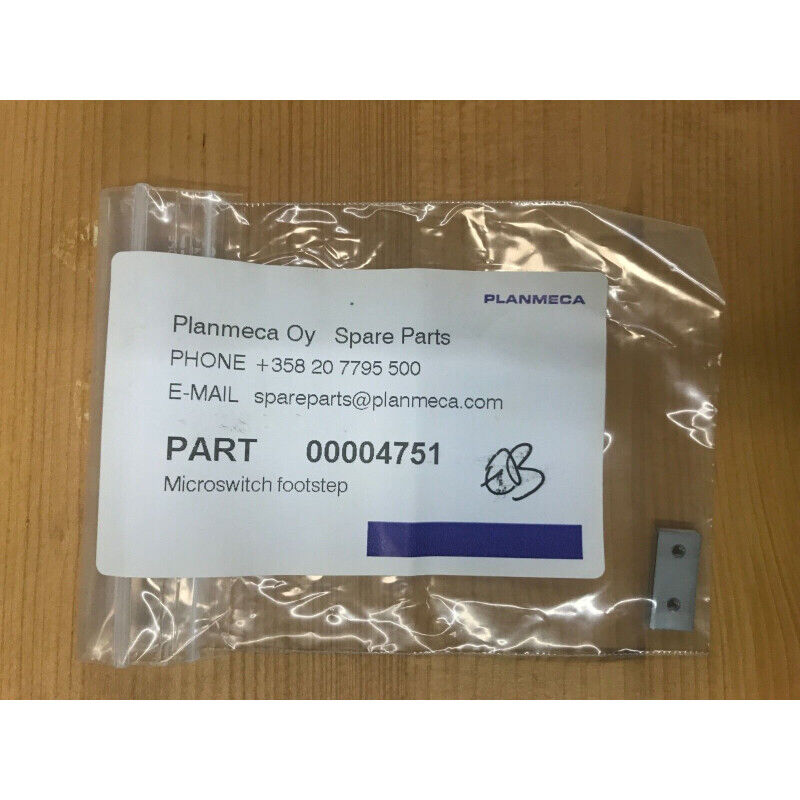 PLANMECA
Planmeca Oy Spare Parts
PHONE +358 20 7795 500
E-MAIL spareparts@planmeca.com
PART 00004751
Microswitch footstep